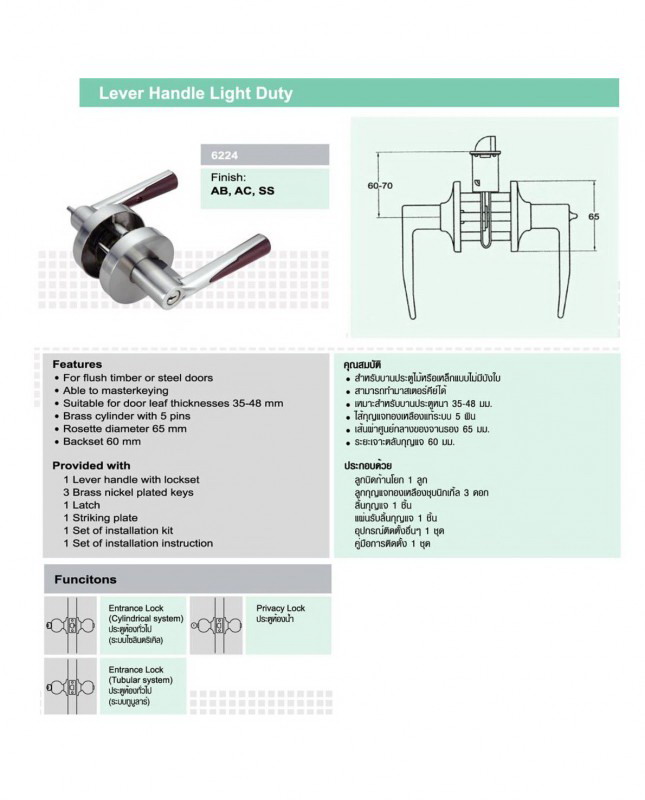 Lever Handle Light Duty
6224
Finish:
AB, AC, SS
60-70
65
Features
• For flush timber or steel doors
• Able to masterkeying
• Suitable for door leaf thicknesses 35-48 mm
• Brass cylinder with 5 pins
• Rosette diameter 65 mm
• Backset 60 mm
Provided with
1 Lever handle with lockset
3 Brass nickel plated keys
1 Latch
1 Striking plate
1 Set of installation kit
1 Set of installation instruction
คุณสมบัติ
• สำหรับบานประตูไม้หรือเหล็กแบบไม่มีบังใบ
• สามารถทำมาสเตอร์คีย์ได้
• เหมาะสำหรับบานประตูหนา 35-48 มม.
• ไส้กุญแจทองเหลืองแท้ระบบ 5 พิน
• เส้นผ่าศูนย์กลางของจานรอง 65 มม.
• ระยะเจาะตลับกุญแจ 60 มม.
ประกอบด้วย
ลูกบิดก้านโยก 1 ลูก
ลูกกุญแจทองเหลืองชุบนิกเกิ้ล 3 ดอก
ลิ้นกุญแจ 1 ชิ้น
แผ่นรับลิ้นกุญแจ 1 ชิ้น
อุปกรณ์ติดตั้งอื่นๆ 1 ชุด
คู่มือการติดตั้ง 1 ชุด
Funcitons
Entrance Lock
(Cylindrical system)
ประตูห้องทั่วไป
(ระบบไซลินดริเคิล)
Privacy Lock
ประตูห้องน้ำ
Entrance Lock
(Tubular system)
ประตูห้องทั่วไป
(ระบบทูบูลาร์)